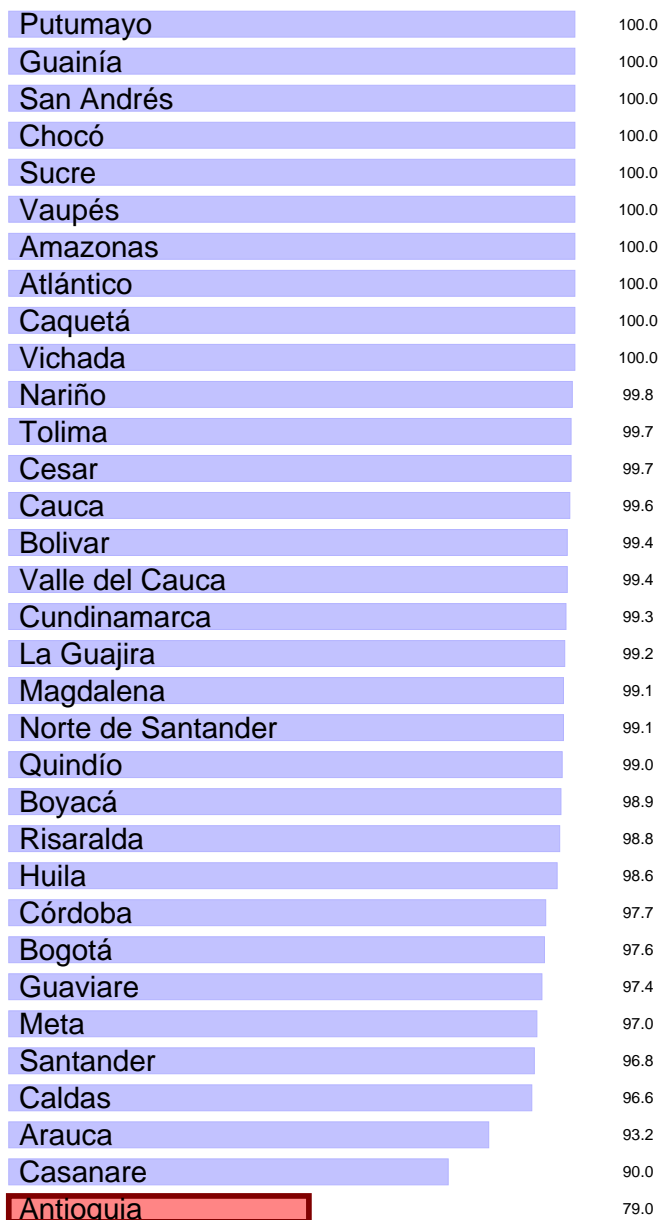 Putumayo 100.0
Guainía 100.0
San Andrés 100.0
Chocó 100.0
Sucre 100.0
Vaupés 100.0
Amazonas 100.0
Atlántico 100.0
Caquetá 100.0
Vichada 100.0
Nariño 99.8
Tolima 99.7
Cesar 99.7
Cauca 99.6
Bolivar 99.4
Valle del Cauca 99.4
Cundinamarca 99.3
La Guajira 99.2
Magdalena 99.1
Norte de Santander 99.1
Quindío 99.0
Boyacá 98.9
Risaralda 98.8
Huila 98.6
Córdoba 97.7
Bogotá 97.6
Guaviare 97.4
Meta 97.0
Santander 96.8
Caldas 96.6
Arauca 93.2
Casanare 90.0
Antioquia 79.0